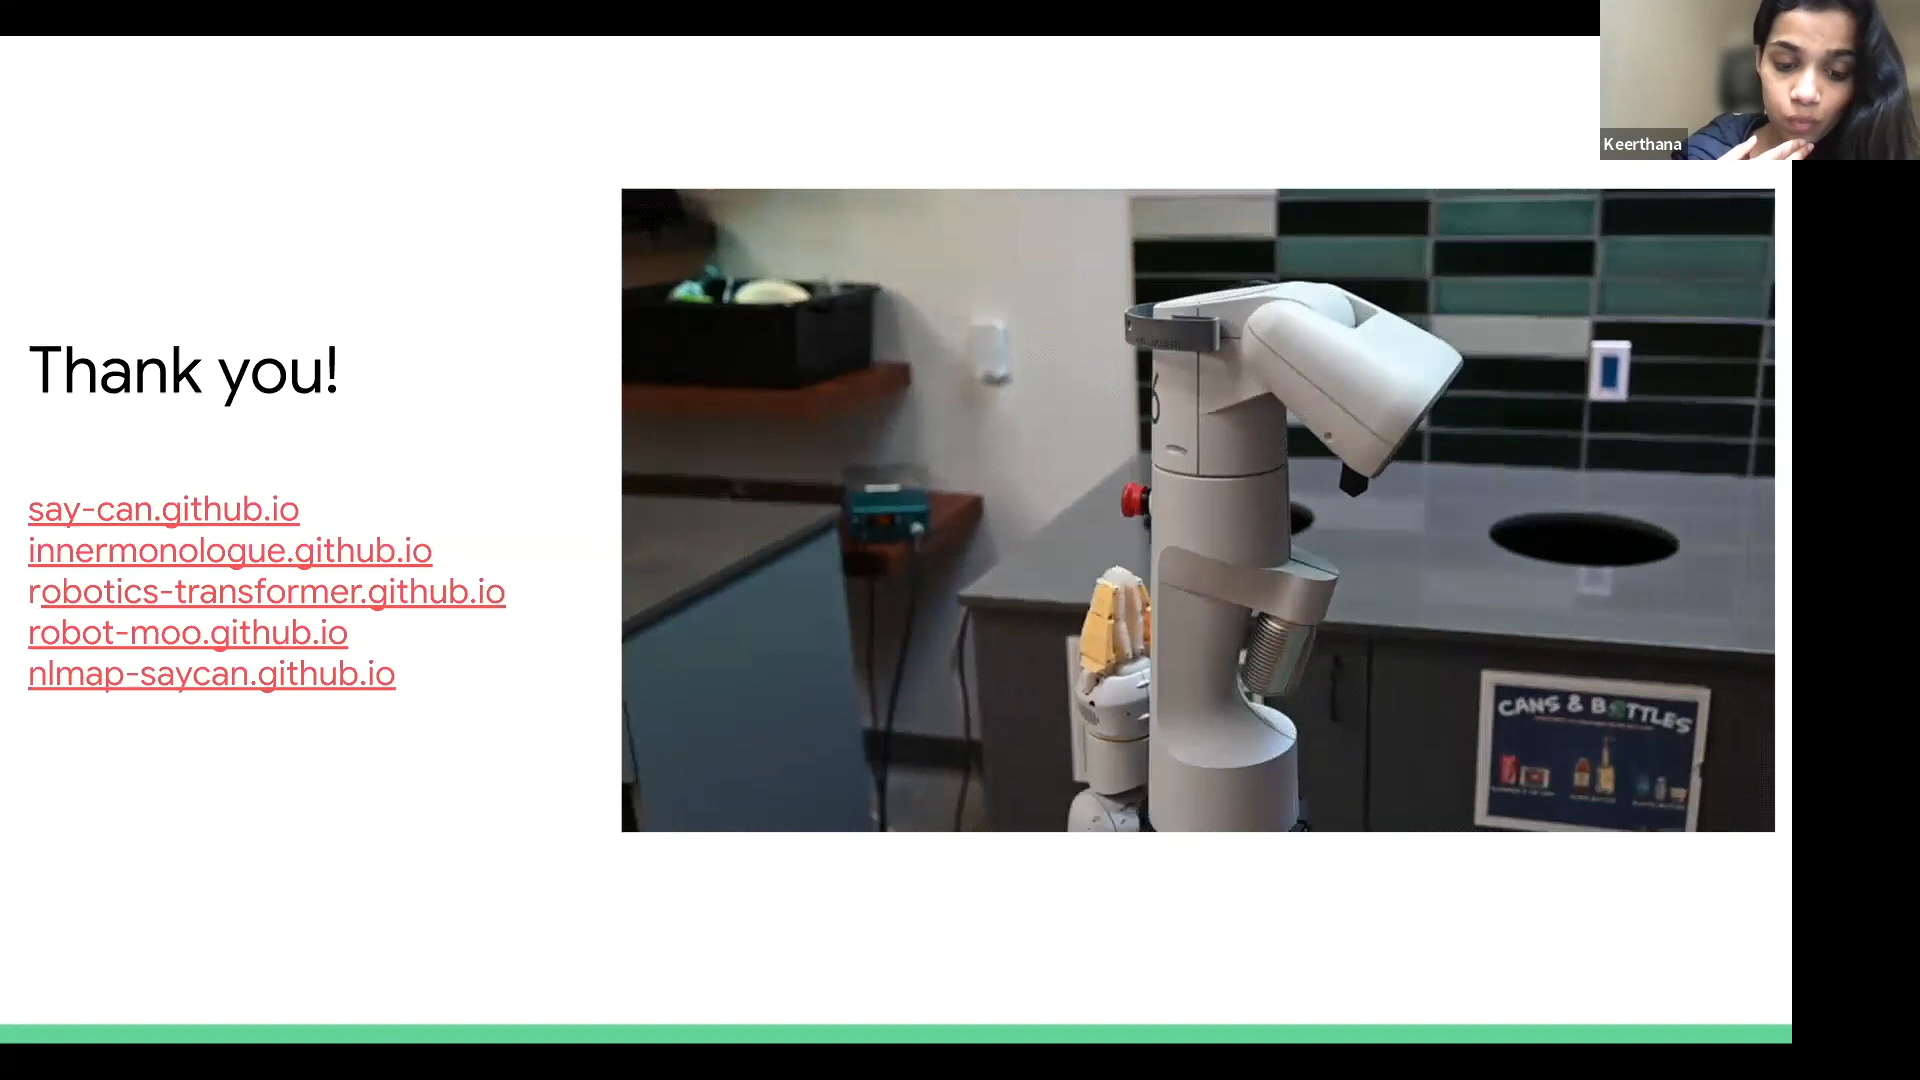 Keerthana
Thank you!
say-can.github.io
innermonologue.github.io
robotics-transformer.github.io
robot-moo.github.io
nlmap-saycan.github.io
6
CANS & BOTTLES